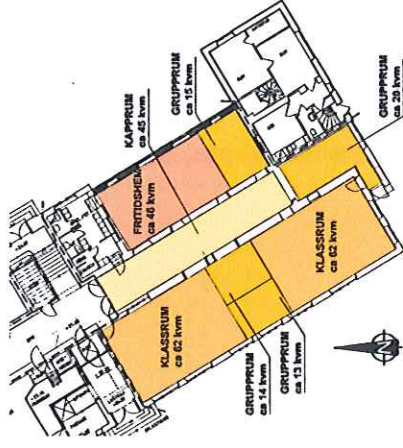 KAPPRUM
ca 45 kvm
GRUPPRUM
ca 15 kvm
FRITIDSHEM
ca 46 kvm
GRUPPRUM
ca 20 kvm
KLASSRUM
ca 62 kvm
KLASSRUM
ca 62 kvm
GRUPPRUM
ca 14 kvm
GRUPPRUM
ca 13 kvm
N